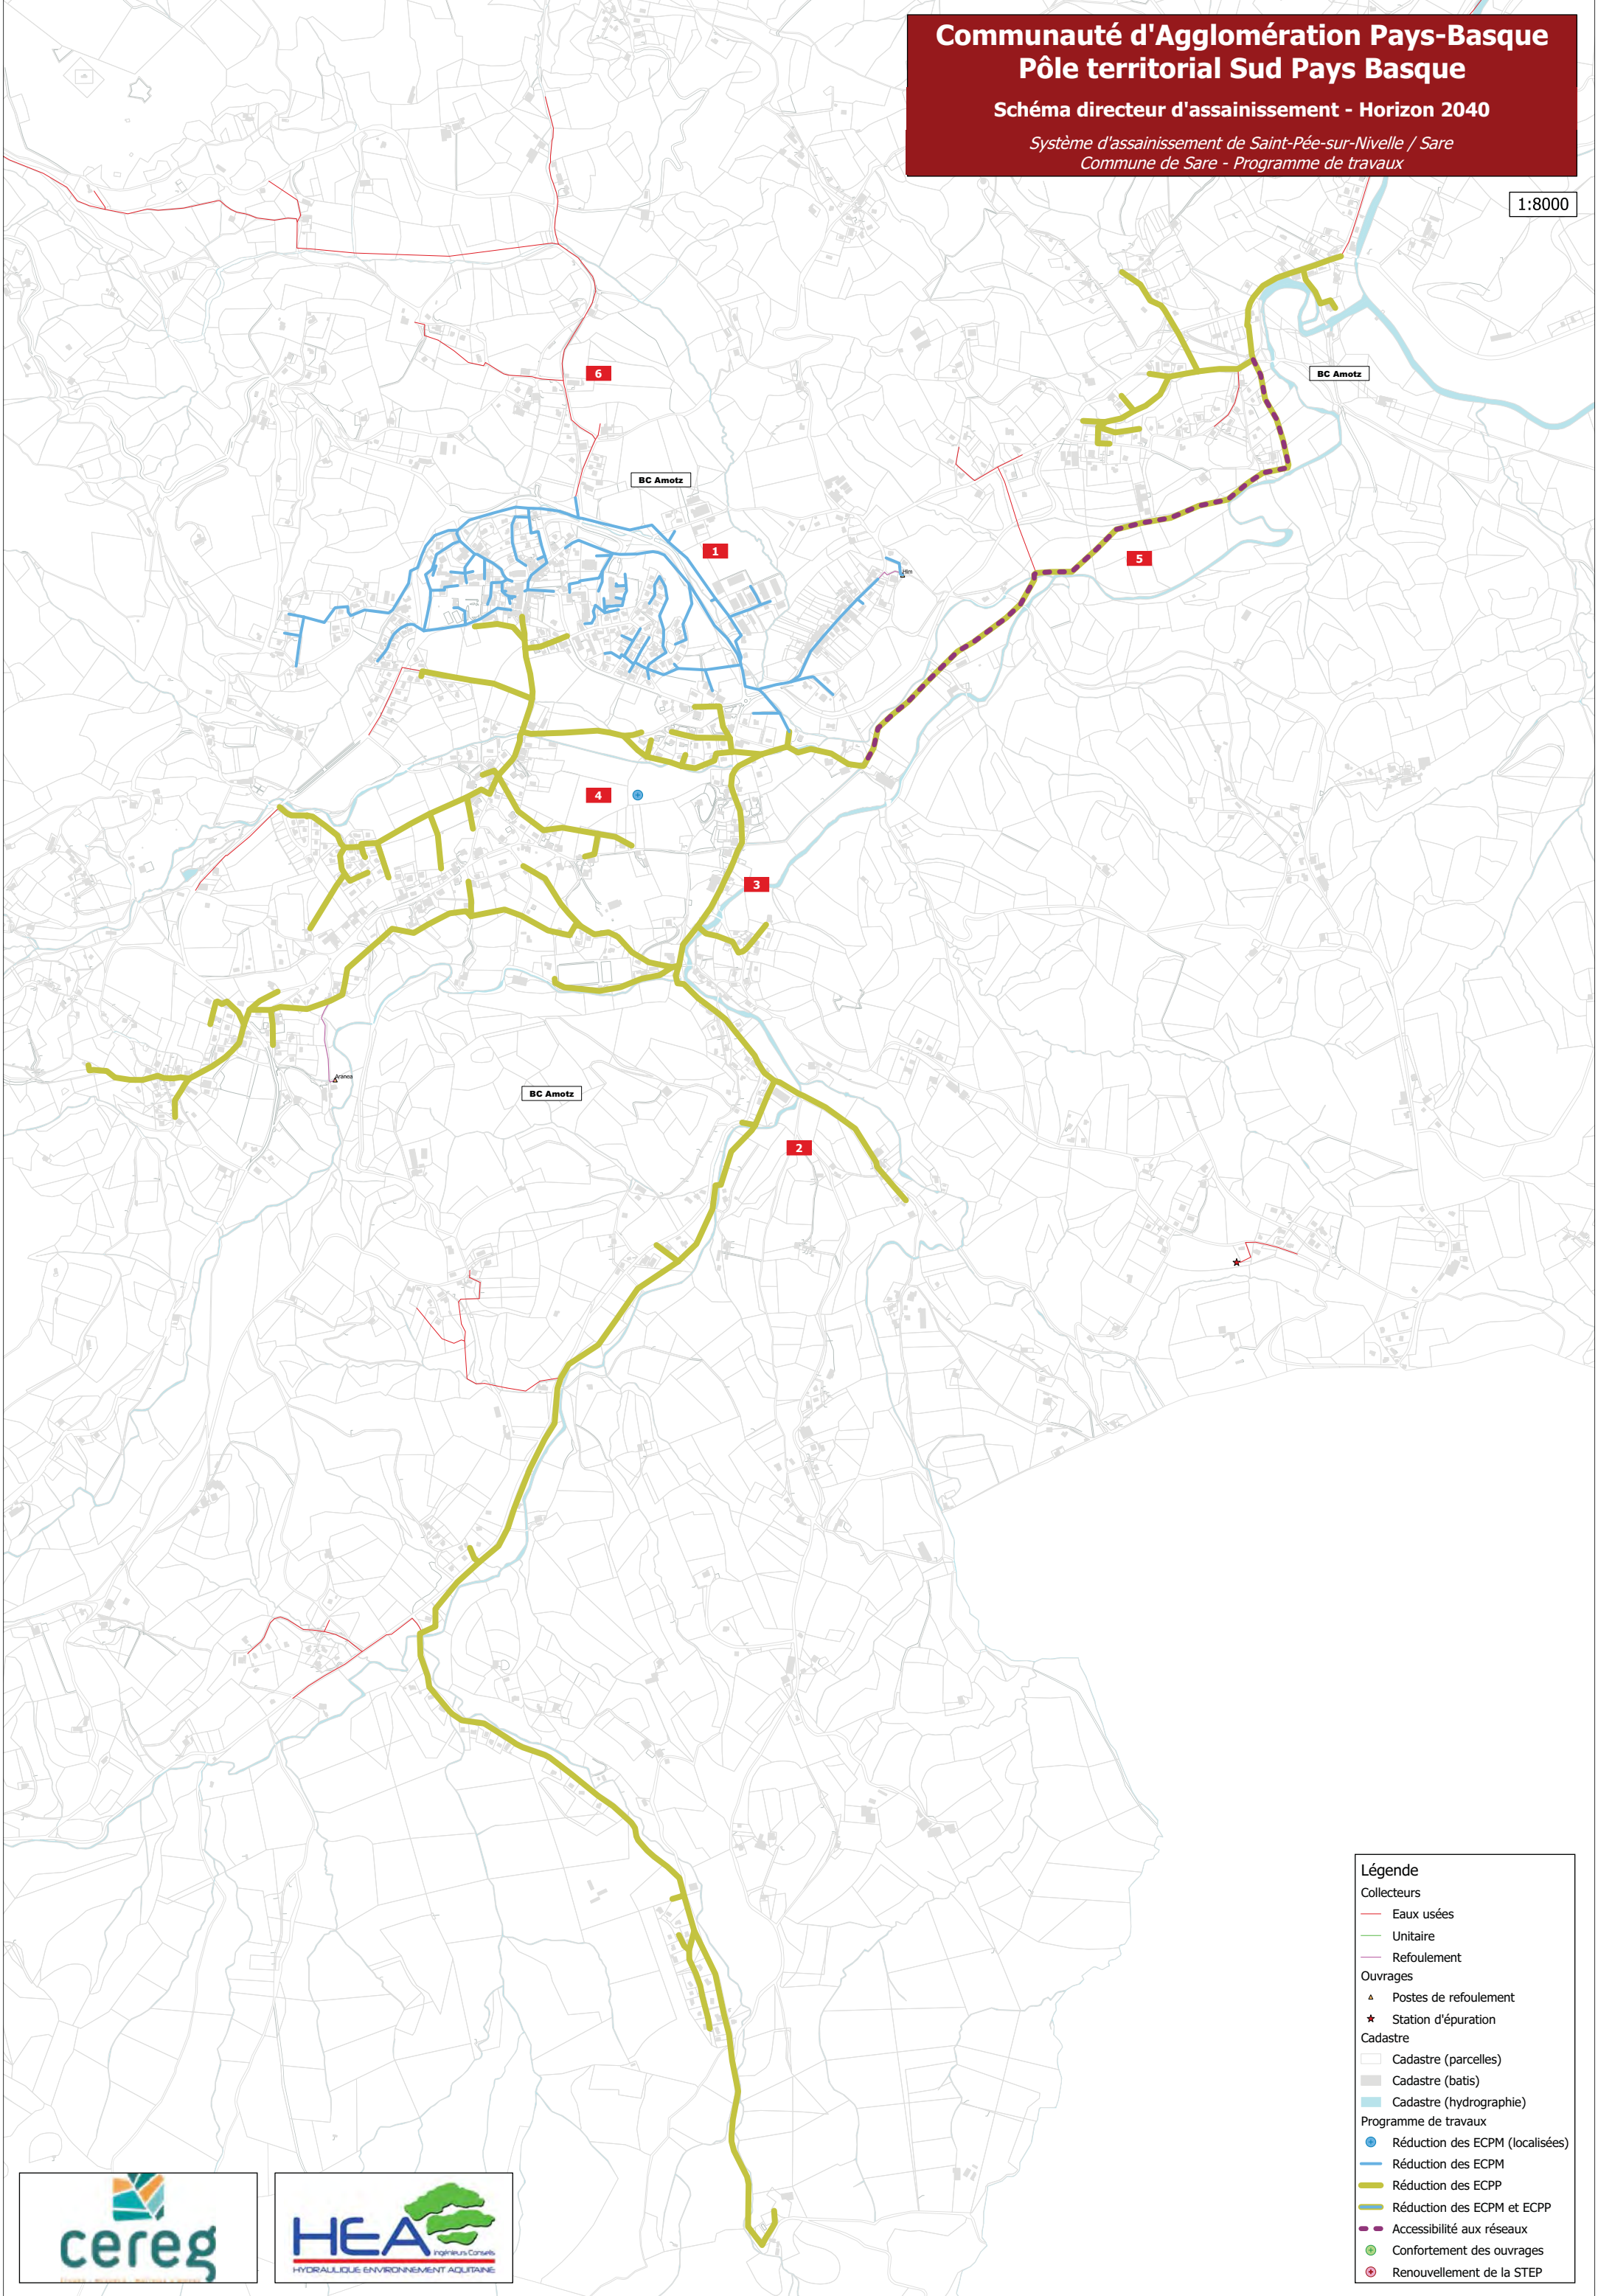 Communauté d'Agglomération Pays-Basque
Pôle territorial Sud Pays Basque
Schéma directeur d'assainissement - Horizon 2040
Système d'assainissement de Saint-Pée-sur-Nivelle / Sare
Commune de Sare - Programme de travaux
1:8000
6
BC Amotz
BC Amotz
1
5
4
3
BC Amotz
2
Légende
Collecteurs
Eaux usées
Unitaire
Refoulement
Ouvrages
Postes de refoulement
Station d'épuration
Cadastre
Cadastre (parcelles)
Cadastre (batis)
Cadastre (hydrographie)
Programme de travaux
Réduction des ECPM (localisées)
Réduction des ECPM
Réduction des ECPP
Réduction des ECPM et ECPP
Accessibilité aux réseaux
Confortement des ouvrages
Renouvellement de la STEP
cereg
HEA
Ingénieurs Conseils
HYDRAULIQUE ENVIRONNEMENT AQUITAINE